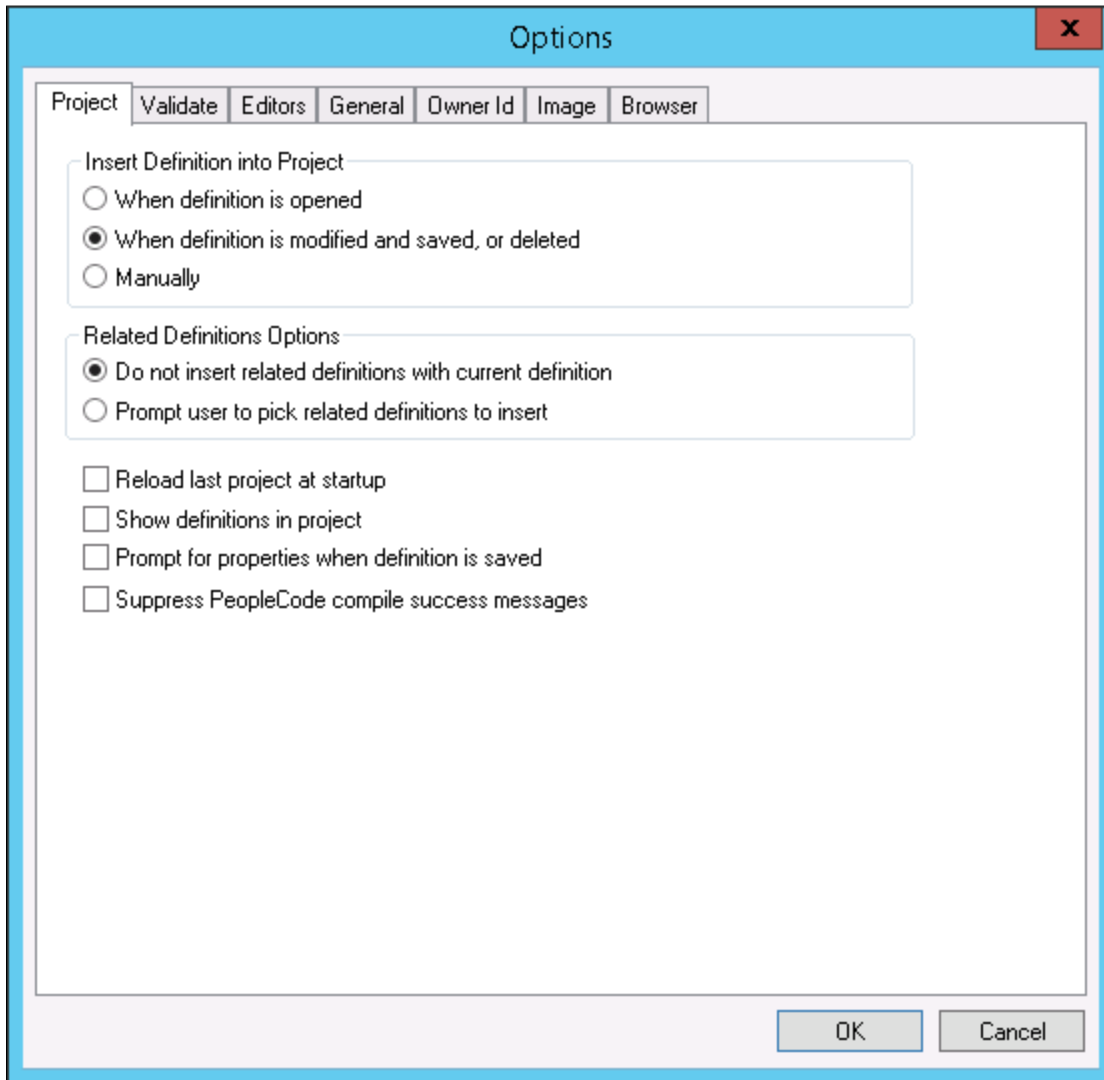 Options
x
Project Validate Editors General Owner Id Image Browser
Insert Definition into Project
When definition is opened
When definition is modified and saved, or deleted
Manually
Related Definitions Options
Do not insert related definitions with current definition
Prompt user to pick related definitions to insert
Reload last project at startup
Show definitions in project
Prompt for properties when definition is saved
Suppress PeopleCode compile success messages
OK Cancel